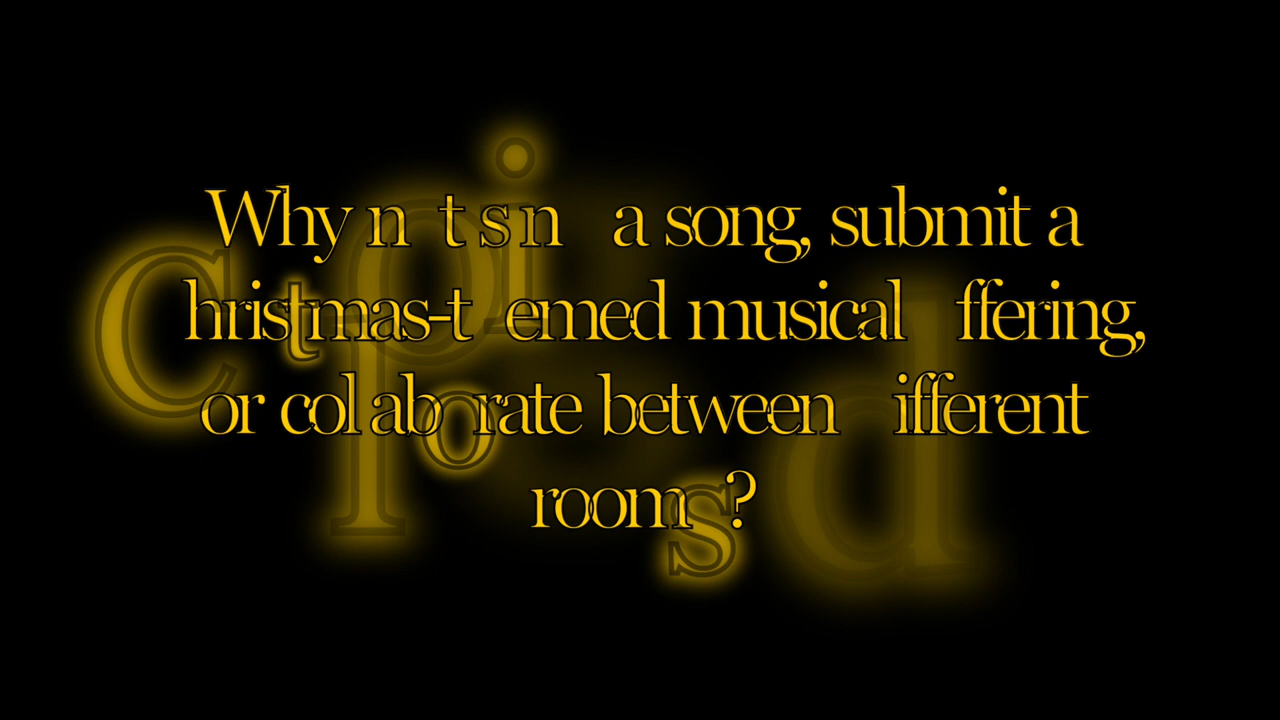 Why n t s n a song, submit a
hristmas-t emed musical ffering,
or col ab rate between ifferent
room ?
C
p
i
t
o
s
d